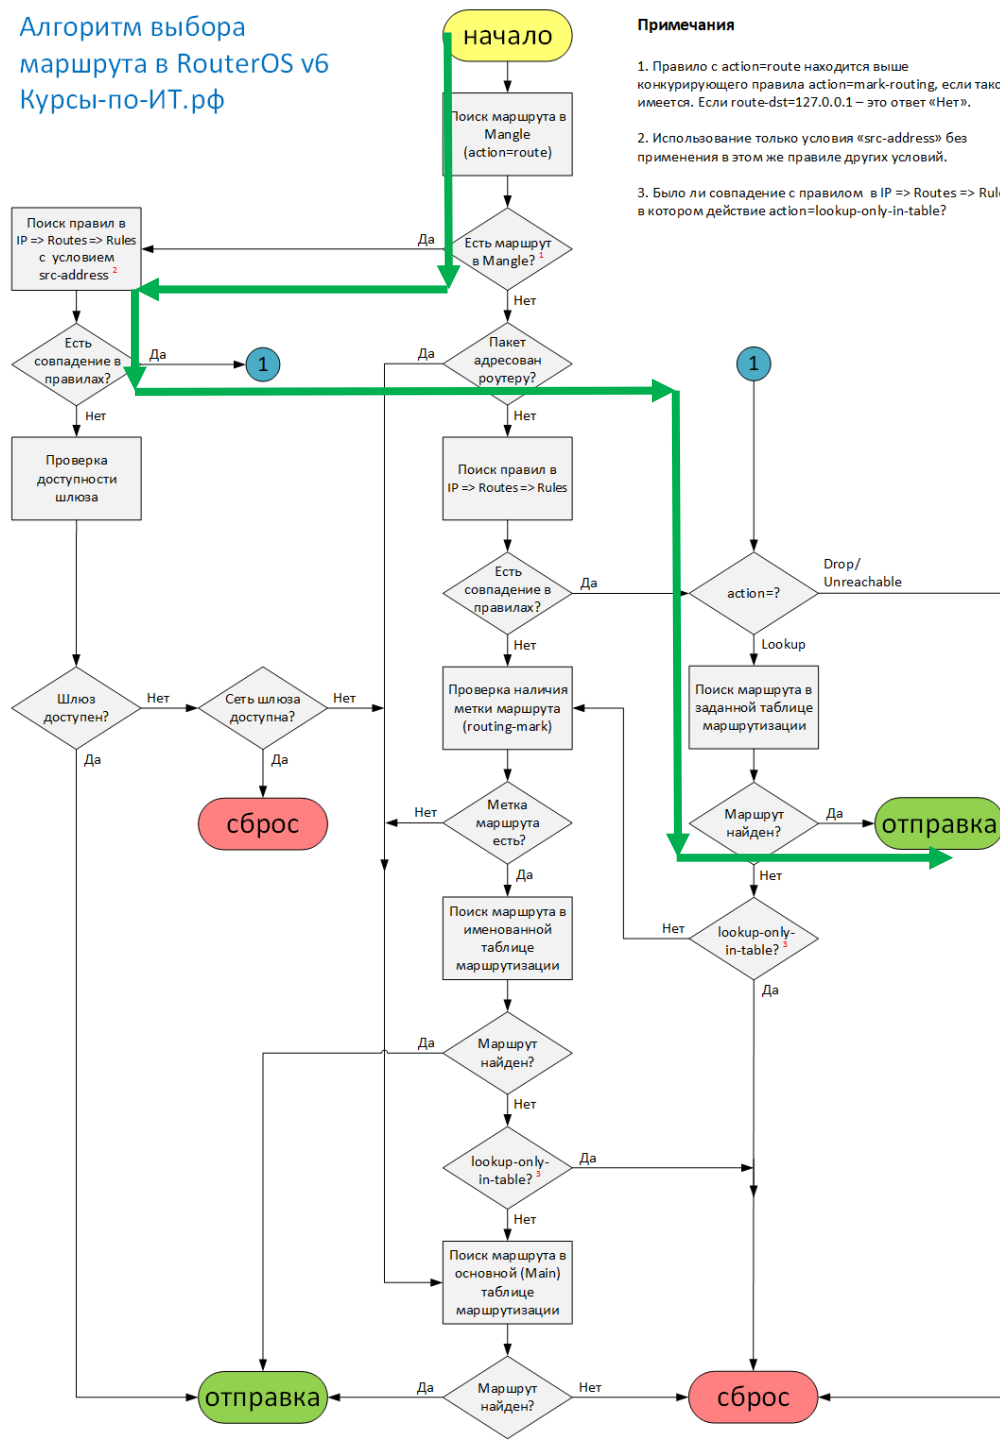 Алгоритм выбора
маршрута в RouterOS v6
Курсы-по-ИТ.рф
начало
Примечания
1. Правило с action=route находится выше
конкурирующего правила action=mark-routing, если тако
имеется. Если route-dst=127.0.0.1 – это ответ «Нет».
2. Использование только условия «src-address» без
применения в этом же правиле других условий.
3. Было ли совпадение с правилом в IP => Routes => Rule
в котором действие action=lookup-only-in-table?
Поиск маршрута в
Mangle
(action=route)
Есть маршрут
в Mangle? 1
Да
Нет
Поиск правил в
IP => Routes => Rules
с условием
src-address 2
Есть
совпадение в
правилах?
Да
1
Нет
Пакет
адресован
роутеру?
Да
Нет
1
Проверка
доступности
шлюза
Поиск правил в
IP => Routes => Rules
Есть
совпадение в
правилах?
Да
Нет
action=?
Drop/
Unreachable
Lookup
Шлюз
доступен?
Нет
Да
Сеть шлюза
доступна?
Нет
Да
сброс
Проверка наличия
метки маршрута
(routing-mark)
Поиск маршрута в
заданной таблице
маршрутизации
Метка
маршрута
есть?
Нет
Да
Маршрут
найден?
Да
отправка
Нет
Поиск маршрута в
именованной
таблице
маршрутизации
lookup-only-
in-table? 3
Нет
Да
Маршрут
найден?
Да
Нет
lookup-only-
in-table? 3
Да
Нет
Поиск маршрута в
основной (Main)
таблице
маршрутизации
Маршрут
найден?
Да
Нет
отправка
сброс